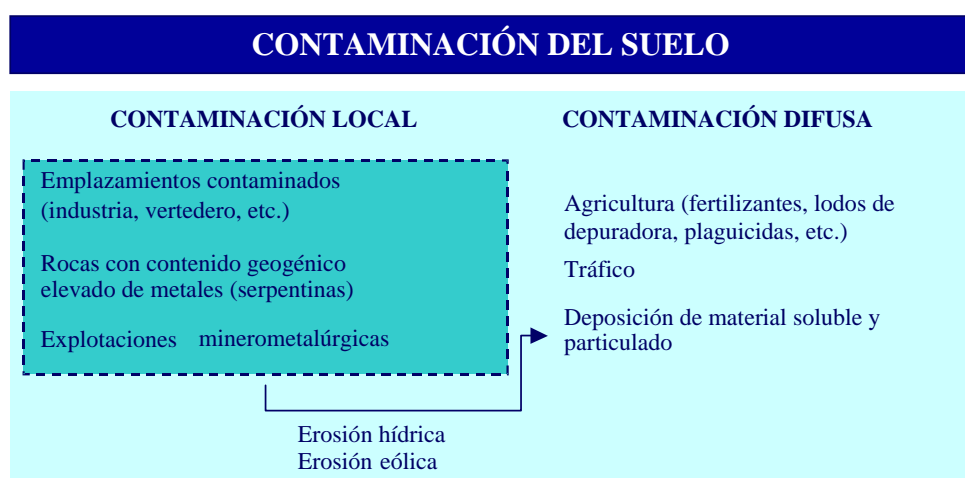 CONTAMINACIÓN DEL SUELO
CONTAMINACIÓN LOCAL
Emplazamientos contaminados
(industria, vertedero, etc.)
Rocas con contenido geogénico
elevado de metales (serpentinas)
Explotaciones minerometalúrgicas
CONTAMINACIÓN DIFUSA
Agricultura (fertilizantes, lodos de
depuradora, plaguicidas, etc.)
Tráfico
Deposición de material soluble y
particulado
Erosión hídrica
Erosión eólica